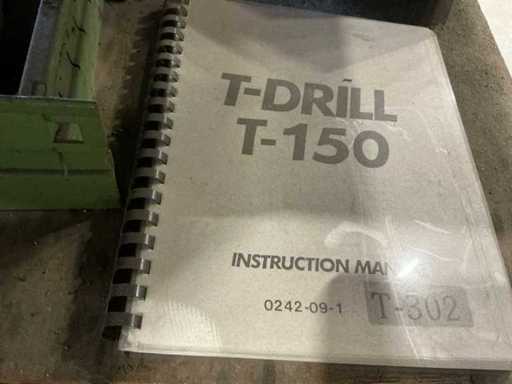 T-DRILL
T-150
INSTRUCTION MAN
0242-09-1 T-302